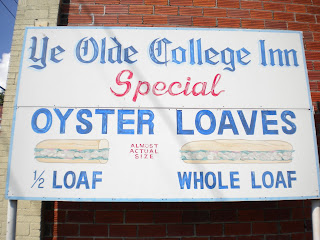 Ye Olde College Inn
Special
OYSTER LOAVES
ALMOST
ACTUAL
SIZE
1/2 LOAF
WHOLE LOAF